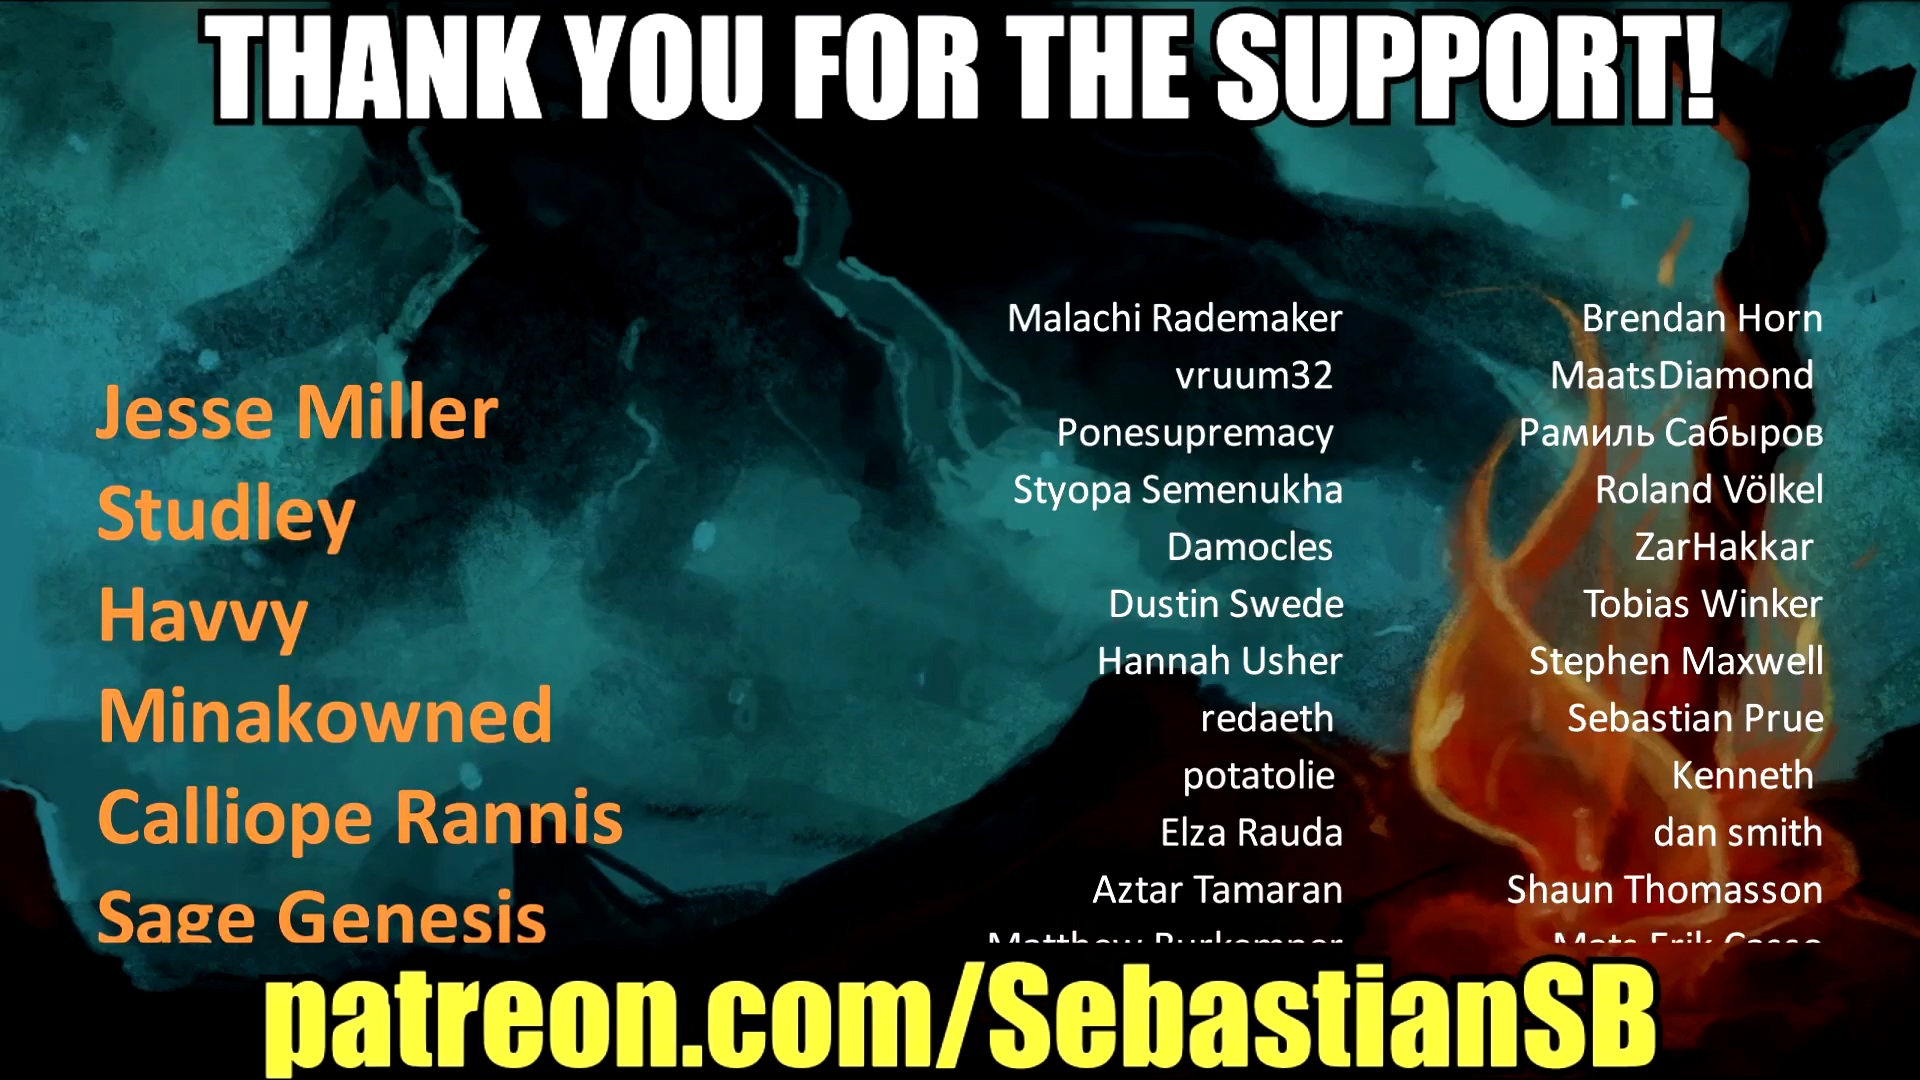 THANK YOU FOR THE SUPPORT!
Jesse Miller
Studley
Havvy
Minakowned
Calliope Rannis
Sage Genesis
Malachi Rademaker
vruum32
Ponesupremacy
Styopa Semenukha
Damocles
Dustin Swede
Hannah Usher
redaeth
potatolie
Elza Rauda
Aztar Tamaran
Brendan Horn
MaatsDiamond
Рамиль Сабыров
Roland Völkel
ZarHakkar
Tobias Winker
Stephen Maxwell
Sebastian Prue
Kenneth
dan smith
Shaun Thomasson
patreon.com/SebastianSB